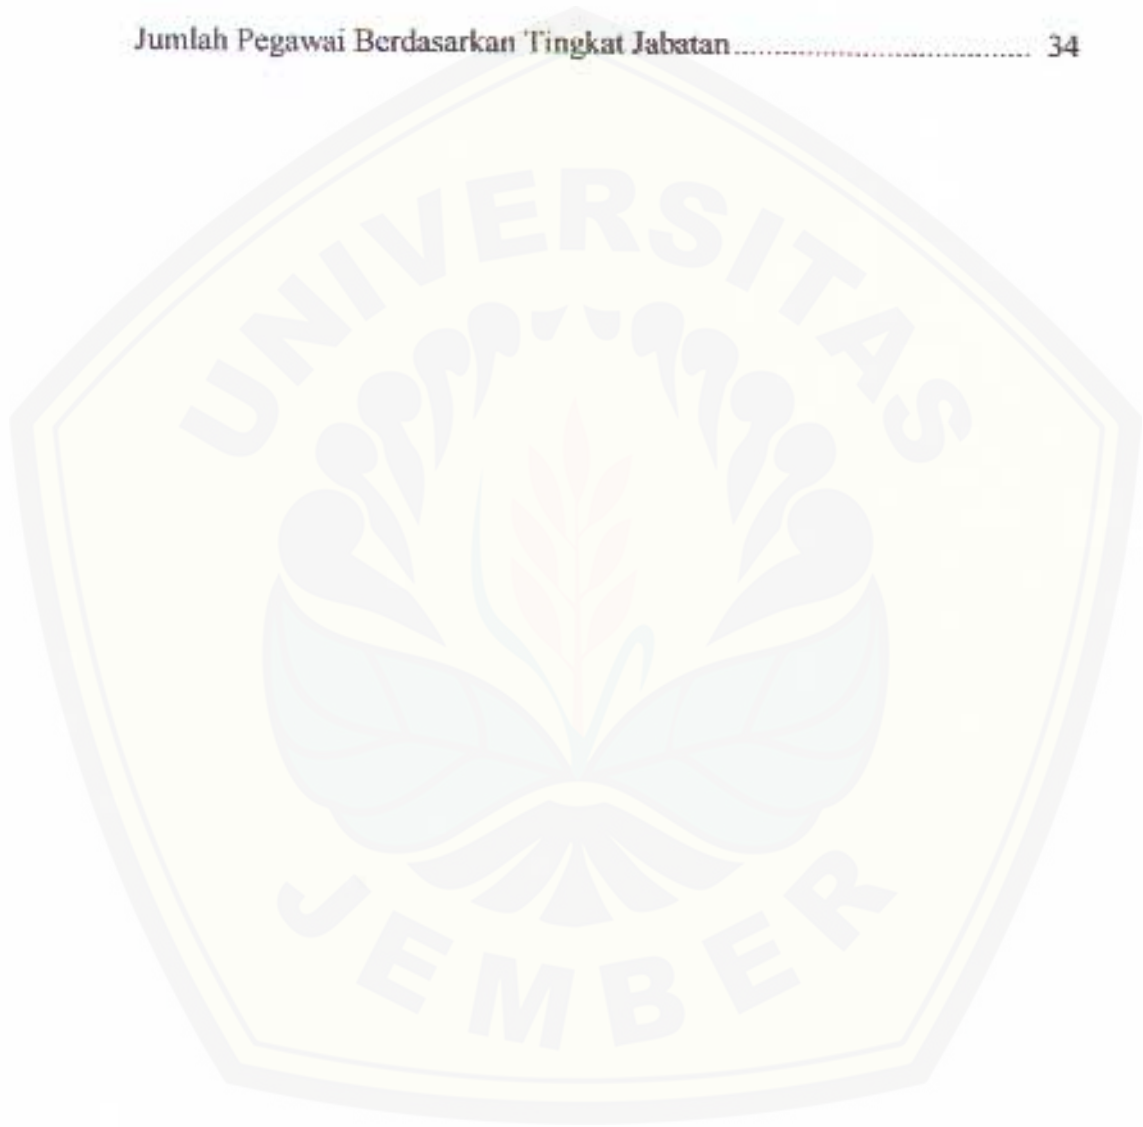 Jumlah Pegawai Berdasarkan Tingkat Jabatan ........................................ 34
UNIVERSITAS
JEMBER